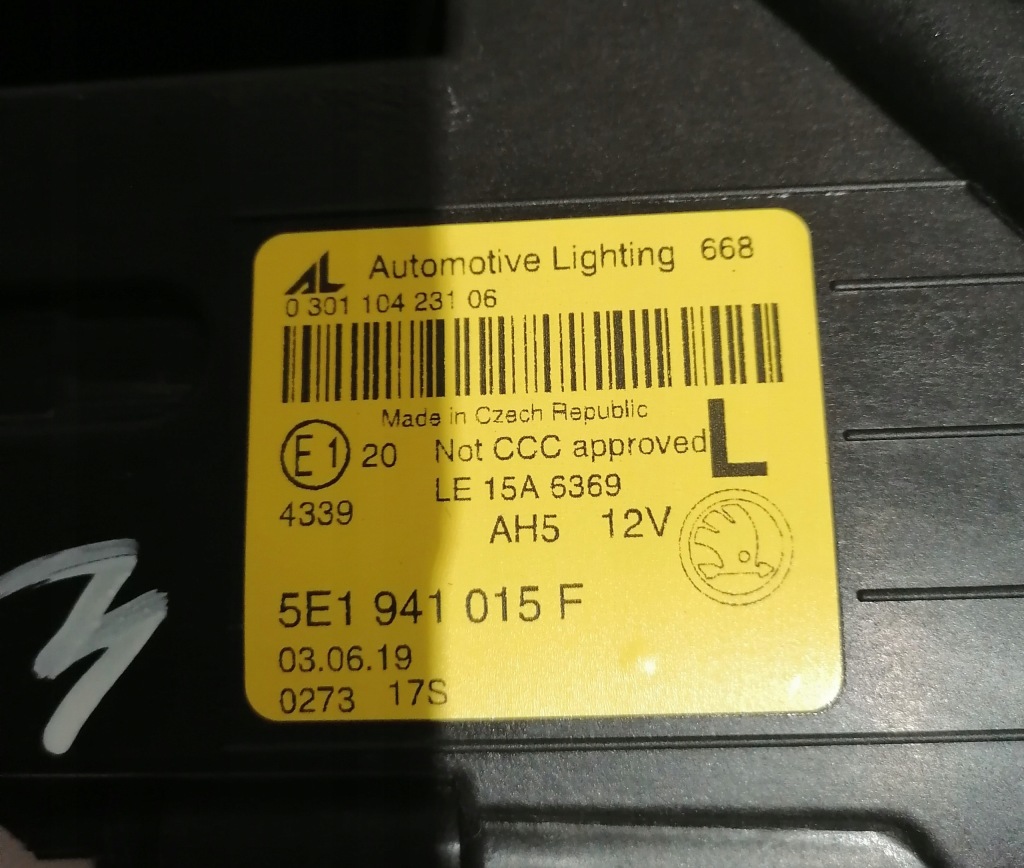 AL Automotive Lighting 668
0 301 104 231 06
Made in Czech Republic
E1 20 Not CCC approved L
LE 15A 6369
4339
AH5 12V
5E1 941 015 F
03.06.19
0273 17S